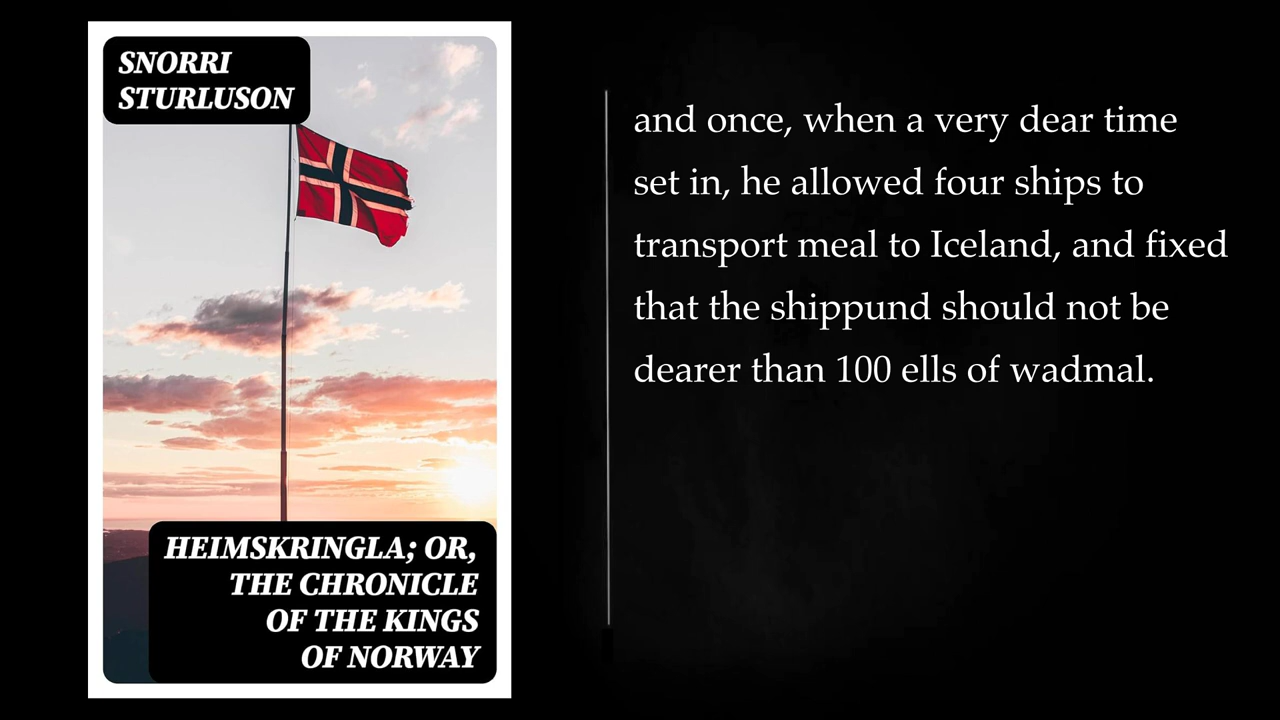 SNORRI
STURLUSON
HEIMSKRINGLA; OR,
THE CHRONICLE
OF THE KINGS
OF NORWAY
and once, when a very dear time
set in, he allowed four ships to
transport meal to Iceland, and fixed
that the shippund should not be
dearer than 100 ells of wadmal.